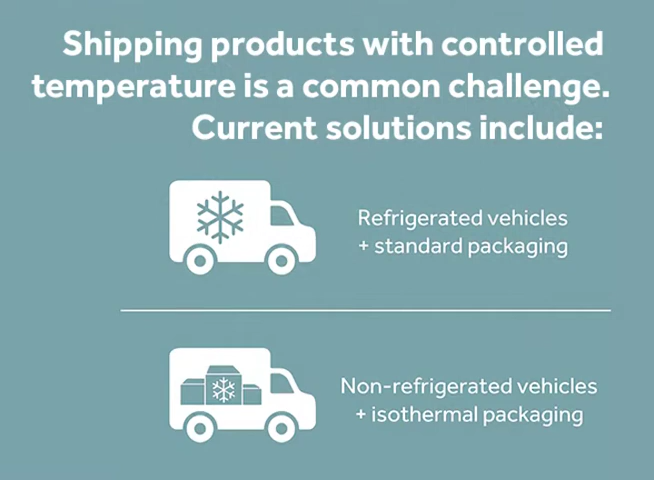 Shipping products with controlled
temperature is a common challenge.
Current solutions include:
Refrigerated vehicles
+ standard packaging
Non-refrigerated vehicles
+ isothermal packaging